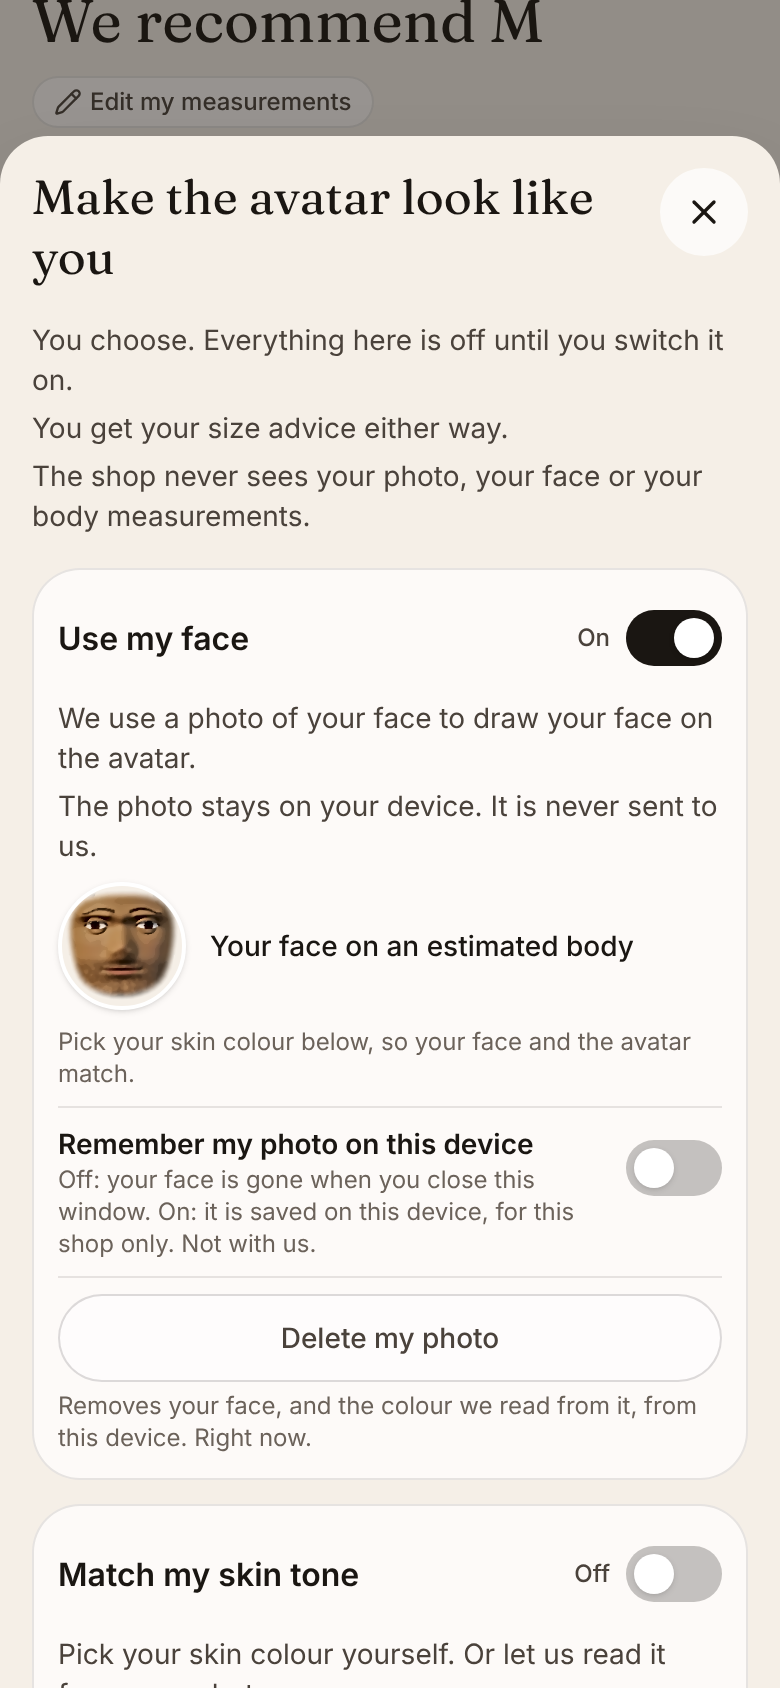 We recommend M
Edit my measurements
Make the avatar look like
you
You choose. Everything here is off until you switch it
on.
You get your size advice either way.
The shop never sees your photo, your face or your
body measurements.
Use my face
On
We use a photo of your face to draw your face on
the avatar.
The photo stays on your device. It is never sent to
us.
Your face on an estimated body
Pick your skin colour below, so your face and the avatar
match.
Remember my photo on this device
Off: your face is gone when you close this
window. On: it is saved on this device, for this
shop only. Not with us.
Delete my photo
Removes your face, and the colour we read from it, from
this device. Right now.
Match my skin tone
Off
Pick your skin colour yourself. Or let us read it